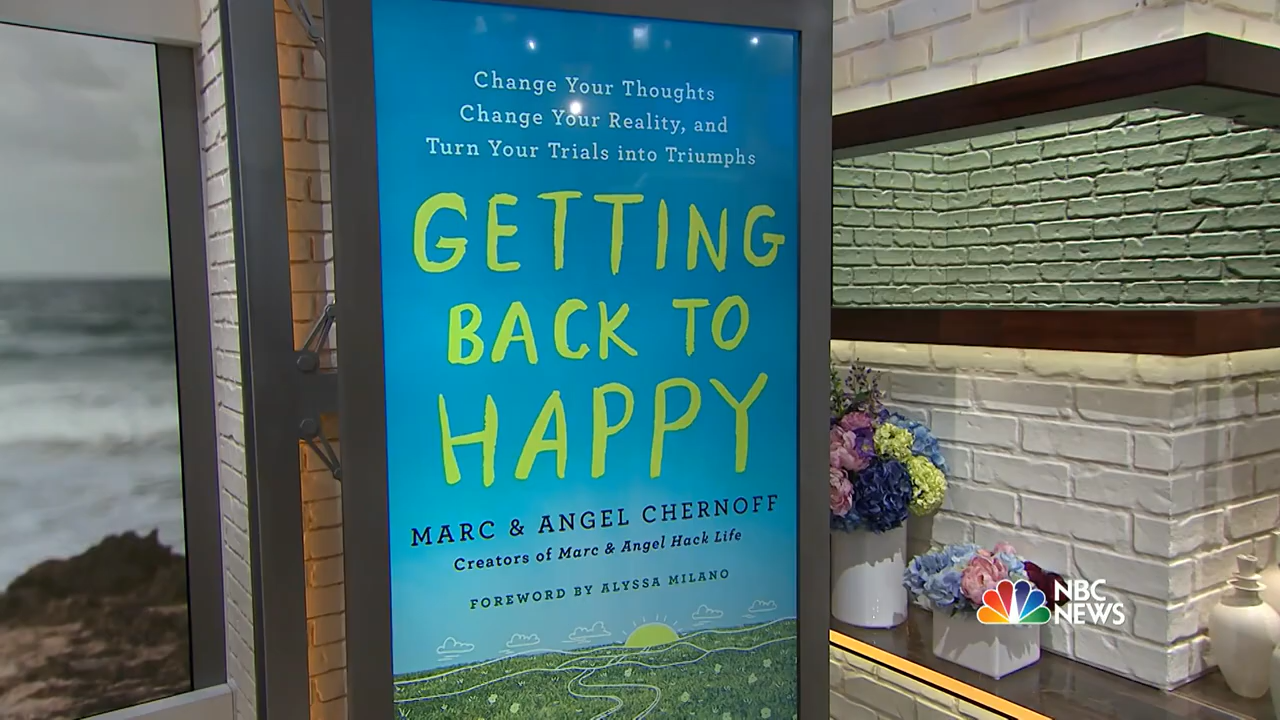 Change Your Thoughts
Change Your Reality, and
Turn Your Trials into Triumphs
GETTING
BACK TO
HAPPY
MARC & ANGEL CHERNOFF
Creators of Marc & Angel Hack Life
FOREWORD BY ALYSSA MILANO
NBC
NEWS